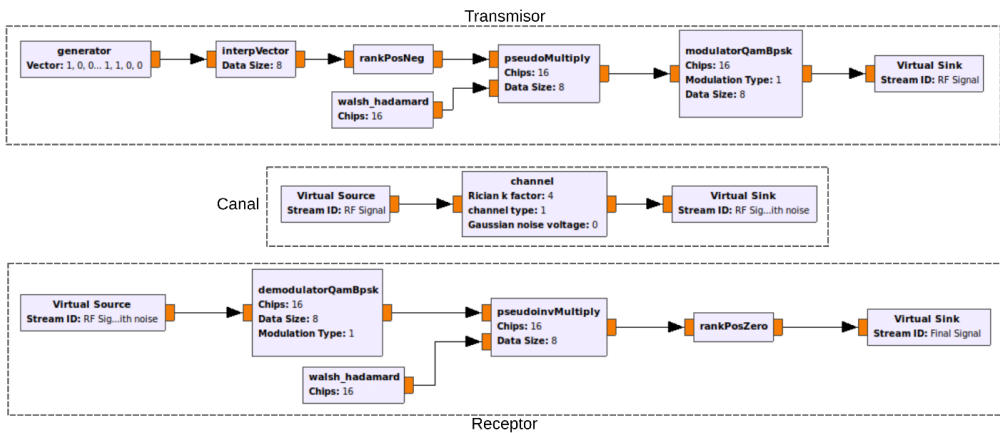 Transmisor
generator
Vector: 1, 0, 0... 1, 1, 0, 0
interpVector
Data Size: 8
rankPosNeg
walsh_hadamard
Chips: 16
pseudoMultiply
Chips: 16
Data Size: 8
modulatorQamBpsk
Chips: 16
Modulation Type: 1
Data Size: 8
Virtual Sink
Stream ID: RF Signal
Canal
Virtual Source
Stream ID: RF Signal
channel
Rician k factor: 4
channel type: 1
Gaussian noise voltage: 0
Virtual Sink
Stream ID: RF Sig...ith noise
Virtual Source
Stream ID: RF Sig...ith noise
demodulatorQamBpsk
Chips: 16
Data Size: 8
Modulation Type: 1
walsh_hadamard
Chips: 16
pseudoinvMultiply
Chips: 16
Data Size: 8
rankPosZero
Virtual Sink
Stream ID: Final Signal
Receptor